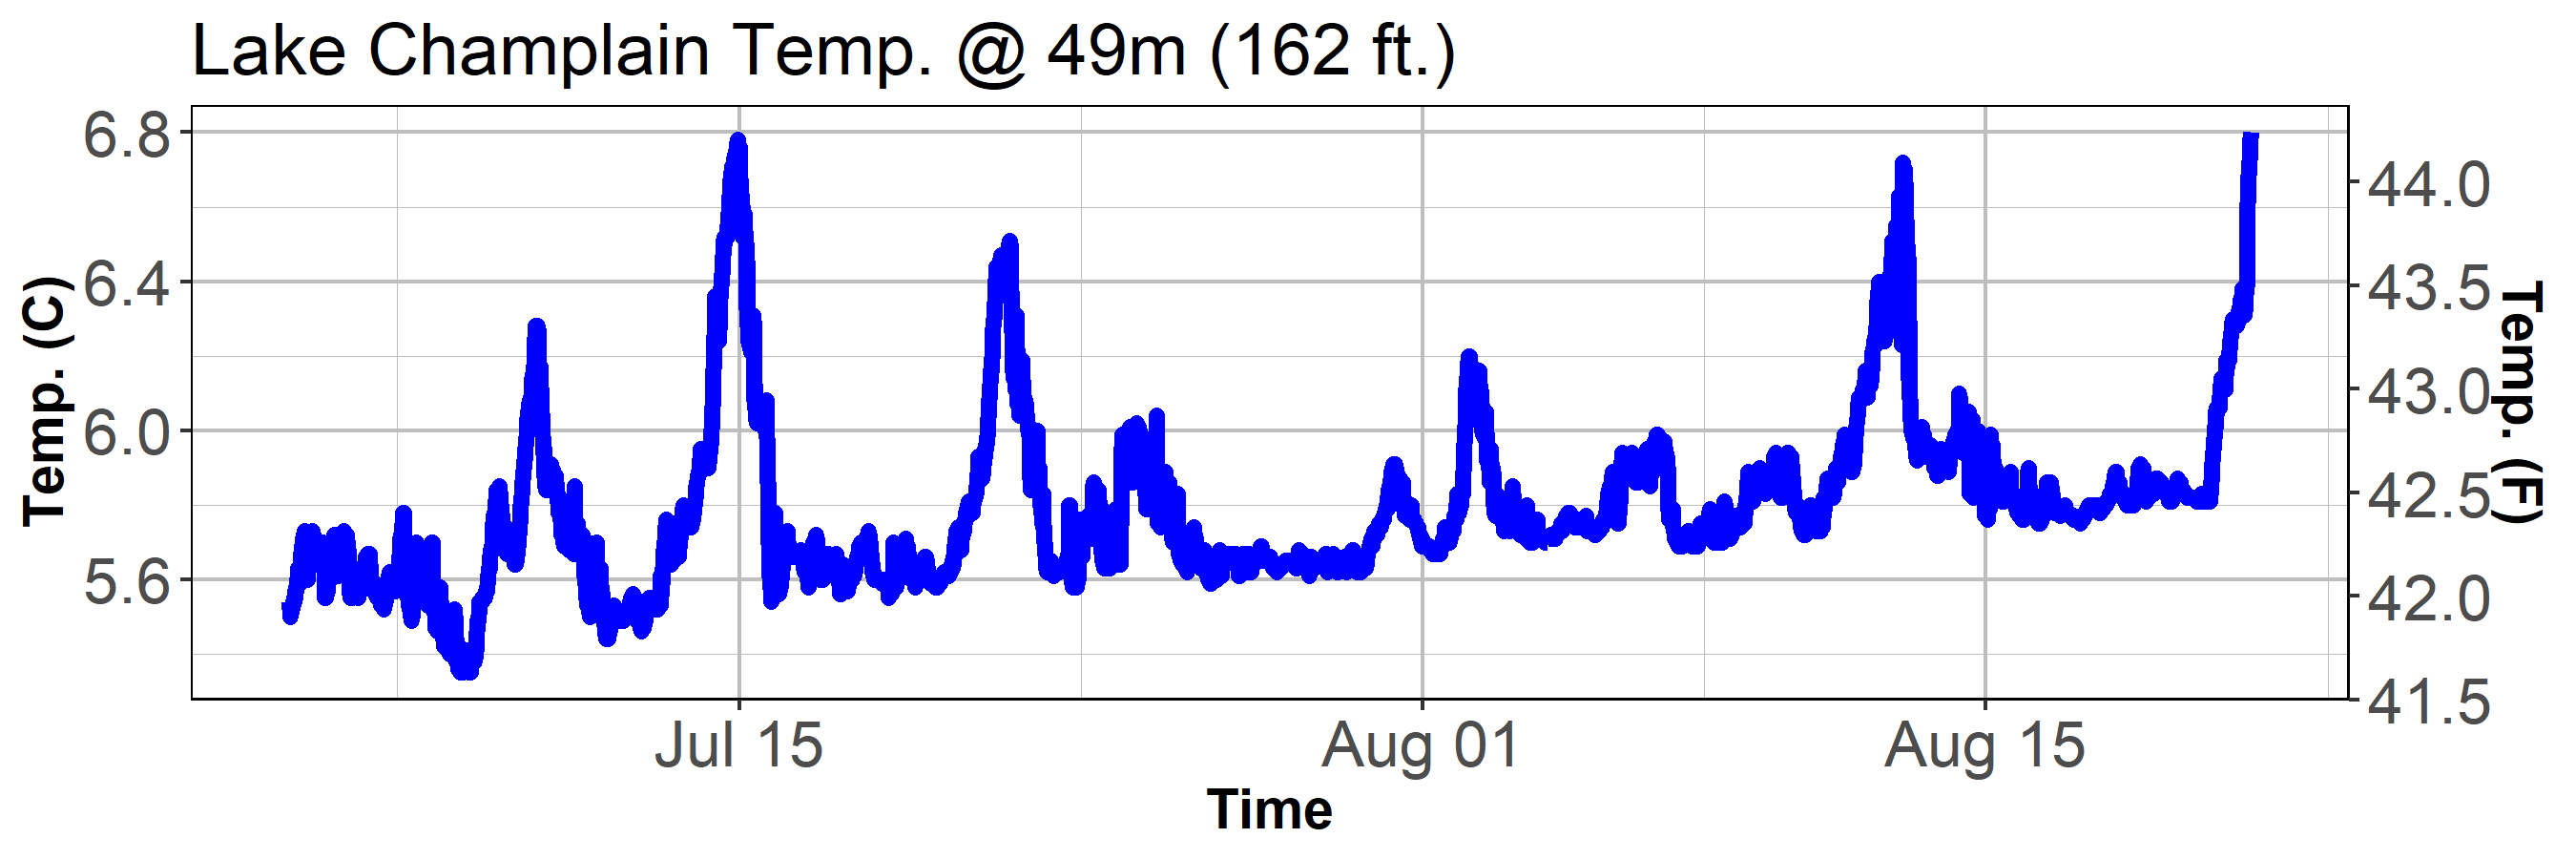 Lake Champlain Temp. @ 49m (162 ft.)
Temp. (C)
6.8
6.4
6.0
5.6
44.0
43.5
43.0
42.5
42.0
41.5
Temp. (F)
Jul 15 Aug 01 Aug 15
Time